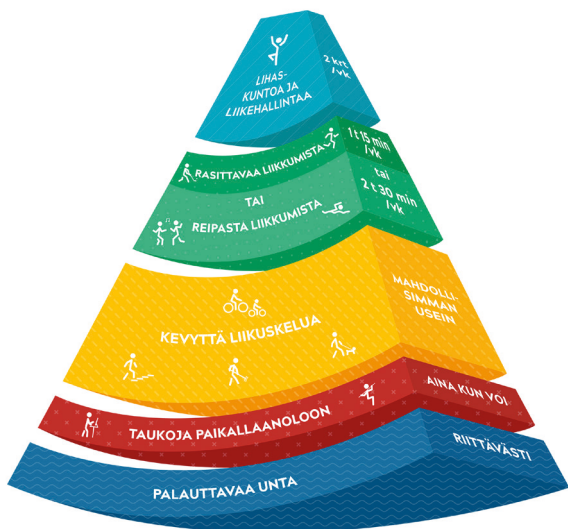 LIHAS-
KUNTOA JA
LIIKEHALLINTAA
2 krt
/vk
RASITTAVAA LIIKKUMISTA
1 t 15 min
/vk
TAI
REIPASTA LIIKKUMISTA
tai
2 t 30 min
/vk
KEVYTTÄ LIIKUSKELUA
MAHDOLLI-
SIMMAN
USEIN
TAUKOJA PAIKALLAANOLOON
AINA KUN VOI
PALAUTTAVAA UNTA
RIITTÄVÄSTI